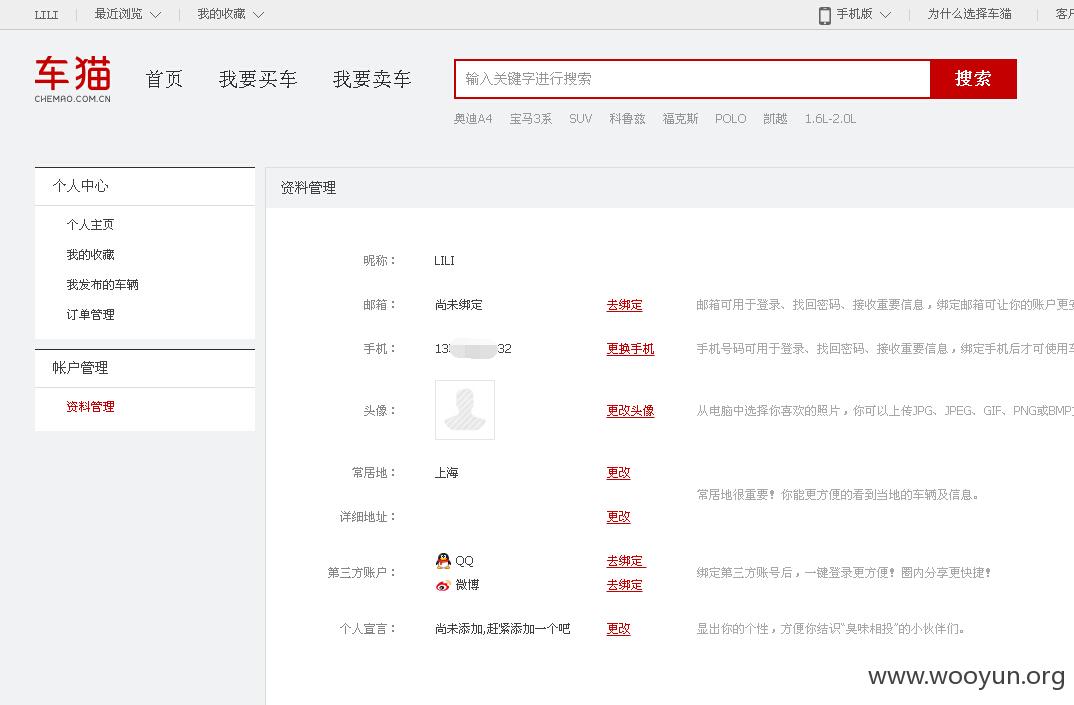 LILI 最近浏览 我的收藏 手机版 为什么选择车猫 客
车猫
CHEMAO.COM.CN
首页 我要买车 我要卖车
输入关键字进行搜索 搜索
奥迪A4 宝马3系 SUV 科鲁兹 福克斯 POLO 凯越 1.6L-2.0L
个人中心
个人主页
我的收藏
我发布的车辆
订单管理
帐户管理
资料管理
资料管理
昵称： LILI
邮箱： 尚未绑定 去绑定 邮箱可用于登录、找回密码、接收重要信息，绑定邮箱可让你的账户更安
手机： 13 32 更换手机 手机号码可用于登录、找回密码、接收重要信息，绑定手机后才可使用车
头像： 更改头像 从电脑中选择你喜欢的照片，你可以上传JPG、JPEG、GIF、PNG或BMP
常居地： 上海 更改
常居地很重要！你能更方便的看到当地的车辆及信息。
详细地址： 更改
第三方账户： QQ 去绑定
微博 去绑定
绑定第三方账号后，一键登录更方便！圈内分享更快捷！
个人宣言： 尚未添加,赶紧添加一个吧 更改 显出你的个性，方便你结识“臭味相投”的小伙伴们。
www.wooyun.org